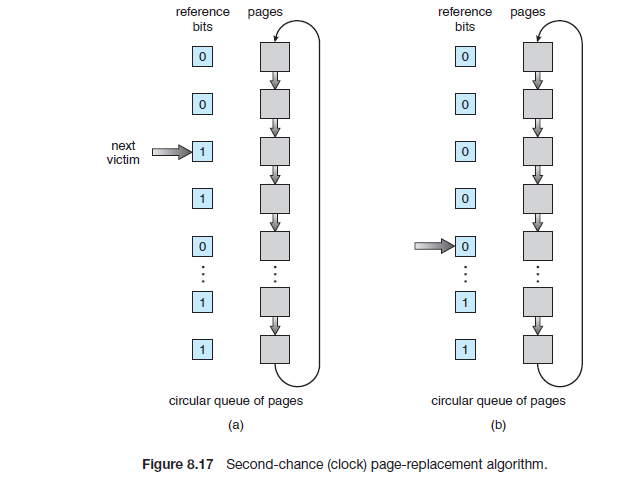 reference bits
pages
0
0
next victim
1
1
0
1
1
circular queue of pages
(a)
reference bits
pages
0
0
0
0
0
1
1
circular queue of pages
(b)
Figure 8.17 Second-chance (clock) page-replacement algorithm.